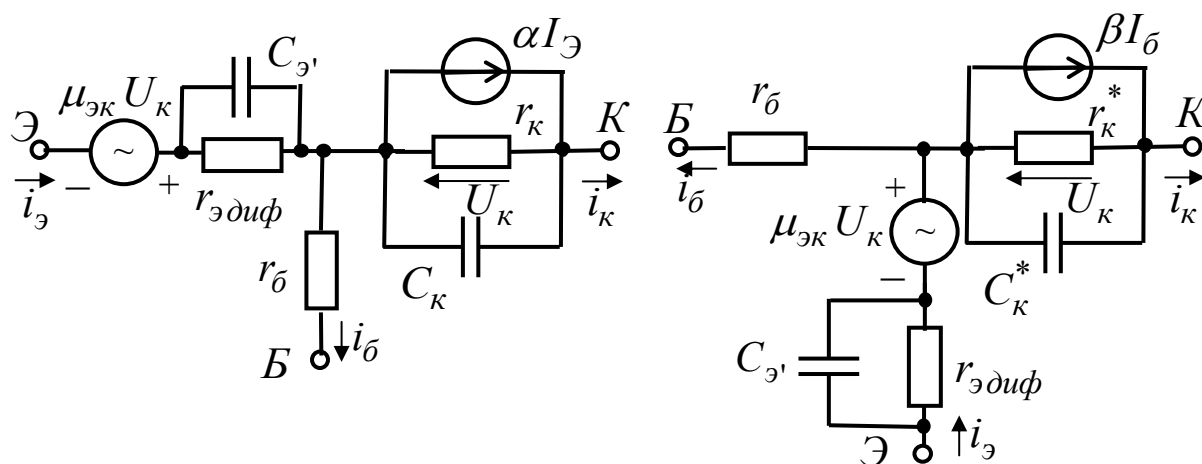 C_э'
αI_Э
μ_эк U_к
Э
r_к
К
− ~ +
i_э
r_э диф
U_к
i_к
r_б
C_к
i_б
Б
βI_б
r_б
r_к^*
К
Б
i_б
+
U_к
i_к
μ_эк U_к
~
−
C_к^*
C_э'
r_э диф
Э
i_э